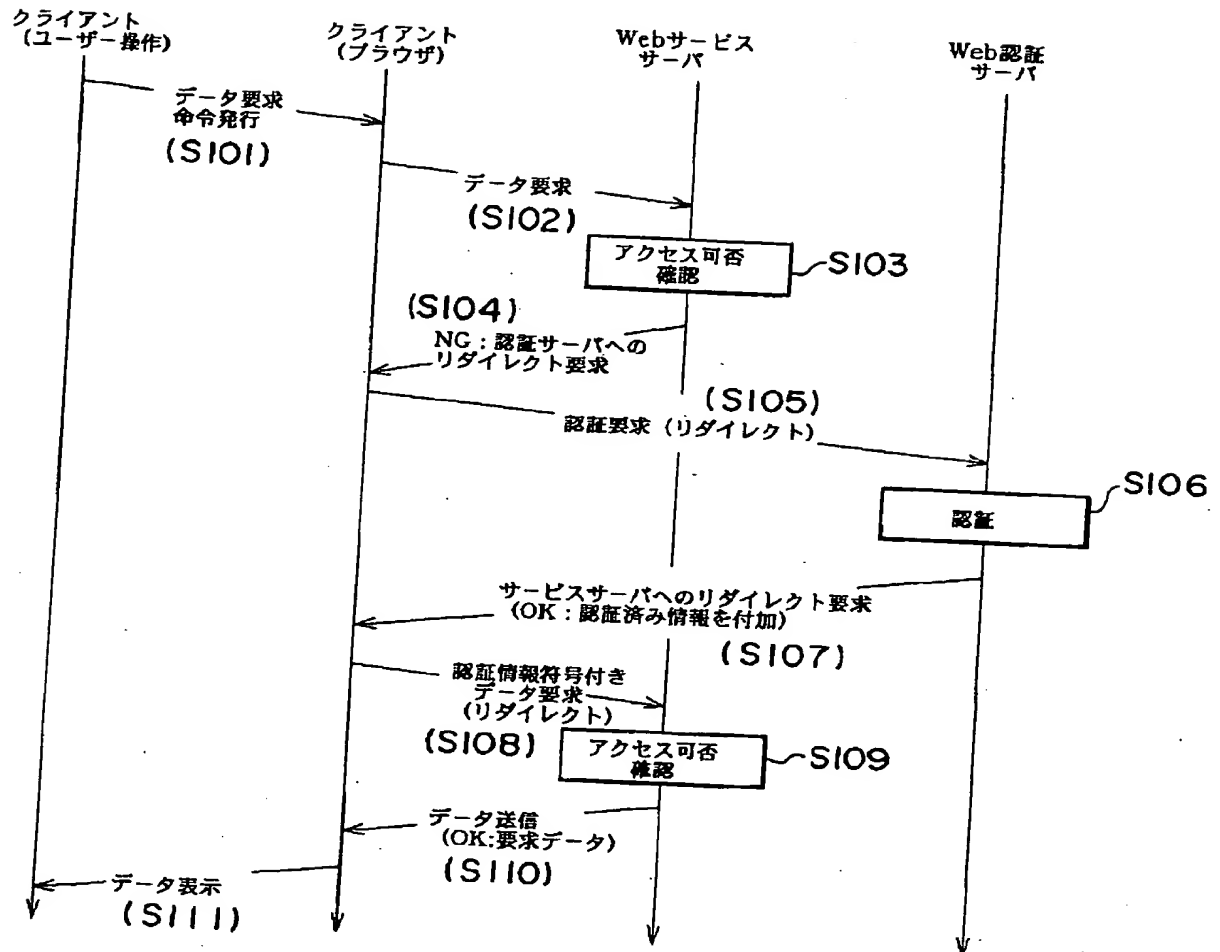 クライアント
(ユーザー操作)
クライアント
(ブラウザ)
Webサービス
サーバ
Web認証
サーバ
データ要求
命令発行
(S101)
データ要求
(S102)
アクセス可否
確認
S103
(S104)
NG:認証サーバへの
リダイレクト要求
(S105)
認証要求(リダイレクト)
S106
認証
サービスサーバへのリダイレクト要求
(OK:認証済み情報を付加)
(S107)
認証情報符号付き
データ要求
(リダイレクト)
(S108)
アクセス可否
確認
S109
データ送信
(OK:要求データ)
(S110)
データ表示
(S111)